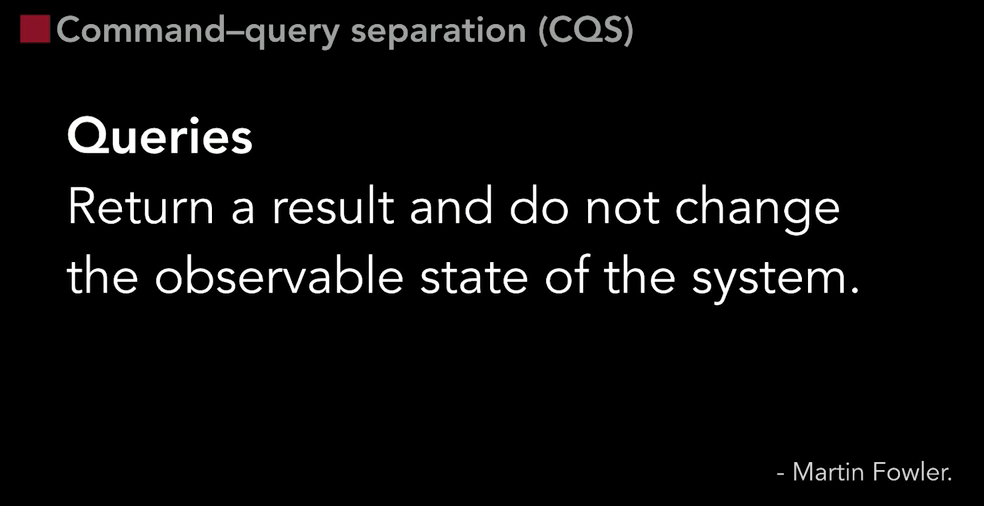 Command–query separation (CQS)
Queries
Return a result and do not change
the observable state of the system.
- Martin Fowler.